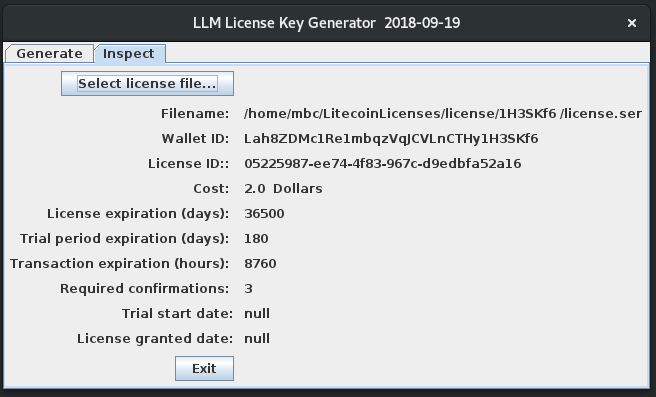 LLM License Key Generator 2018-09-19
Generate Inspect
Select license file...
Filename: /home/mbc/LitecoinLicenses/license/1H3SKf6 /license.ser
Wallet ID: Lah8ZDMc1Re1mbqzVqJCVLnCTHy1H3SKf6
License ID:: 05225987-ee74-4f83-967c-d9edbfa52a16
Cost: 2.0 Dollars
License expiration (days): 36500
Trial period expiration (days): 180
Transaction expiration (hours): 8760
Required confirmations: 3
Trial start date: null
License granted date: null
Exit